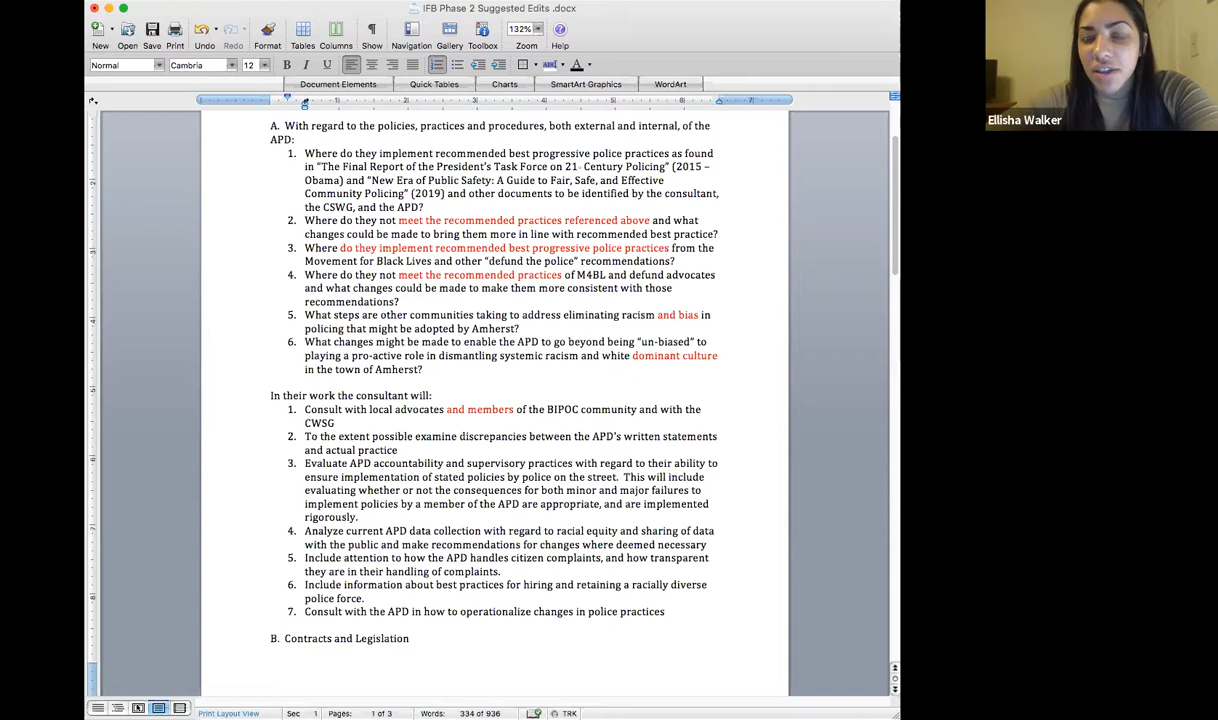 IFB Phase 2 Suggested Edits .docx
132%
New Open Save Print Undo Redo Format Tables Columns Show Navigation Gallery Toolbox Zoom Help
Normal Cambria 12 B I U
Document Elements Quick Tables Charts SmartArt Graphics WordArt
Ellisha Walker
A. With regard to the policies, practices and procedures, both external and internal, of the
APD:
1. Where do they implement recommended best progressive police practices as found
in "The Final Report of the President's Task Force on 21- Century Policing" (2015 –
Obama) and "New Era of Public Safety: A Guide to Fair, Safe, and Effective
Community Policing" (2019) and other documents to be identified by the consultant,
the CSWG, and the APD?
2. Where do they not meet the recommended practices referenced above and what
changes could be made to bring them more in line with recommended best practice?
3. Where do they implement recommended best progressive police practices from the
Movement for Black Lives and other "defund the police" recommendations?
4. Where do they not meet the recommended practices of M4BL and defund advocates
and what changes could be made to make them more consistent with those
recommendations?
5. What steps are other communities taking to address eliminating racism and bias in
policing that might be adopted by Amherst?
6. What changes might be made to enable the APD to go beyond being "un-biased" to
playing a pro-active role in dismantling systemic racism and white dominant culture
in the town of Amherst?
In their work the consultant will:
1. Consult with local advocates and members of the BIPOC community and with the
CWSG
2. To the extent possible examine discrepancies between the APD's written statements
and actual practice
3. Evaluate APD accountability and supervisory practices with regard to their ability to
ensure implementation of stated policies by police on the street. This will include
evaluating whether or not the consequences for both minor and major failures to
implement policies by a member of the APD are appropriate, and are implemented
rigorously.
4. Analyze current APD data collection with regard to racial equity and sharing of data
with the public and make recommendations for changes where deemed necessary
5. Include attention to how the APD handles citizen complaints, and how transparent
they are in their handling of complaints.
6. Include information about best practices for hiring and retaining a racially diverse
police force.
7. Consult with the APD in how to operationalize changes in police practices
B. Contracts and Legislation
Print Layout View Sec 1 Pages: 1 of 3 Words: 334 of 936 TRK